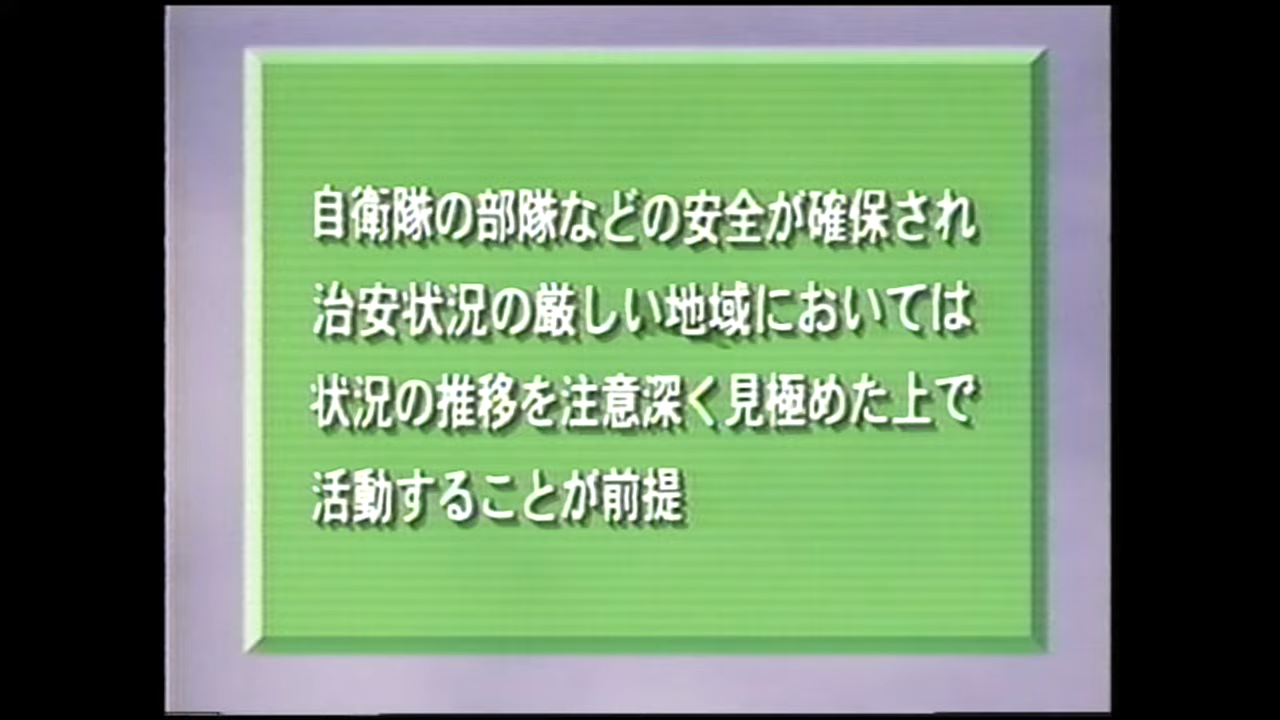 自衛隊の部隊などの安全が確保され
治安状況の厳しい地域においては
状況の推移を注意深く見極めた上で
活動することが前提